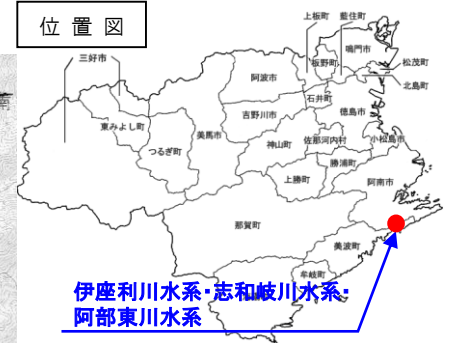 位置図
上板町 藍住町
三好市
鳴門市
松茂町
板野町
阿波市
北島町
石井町
東みよし町
吉野川市
徳島市
美馬市
つるぎ町
神山町
佐那河内村
小松島市
勝浦町
上勝町
阿南市
那賀町
美波町
牟岐町
伊座利川水系・志和岐川水系・
阿部東川水系